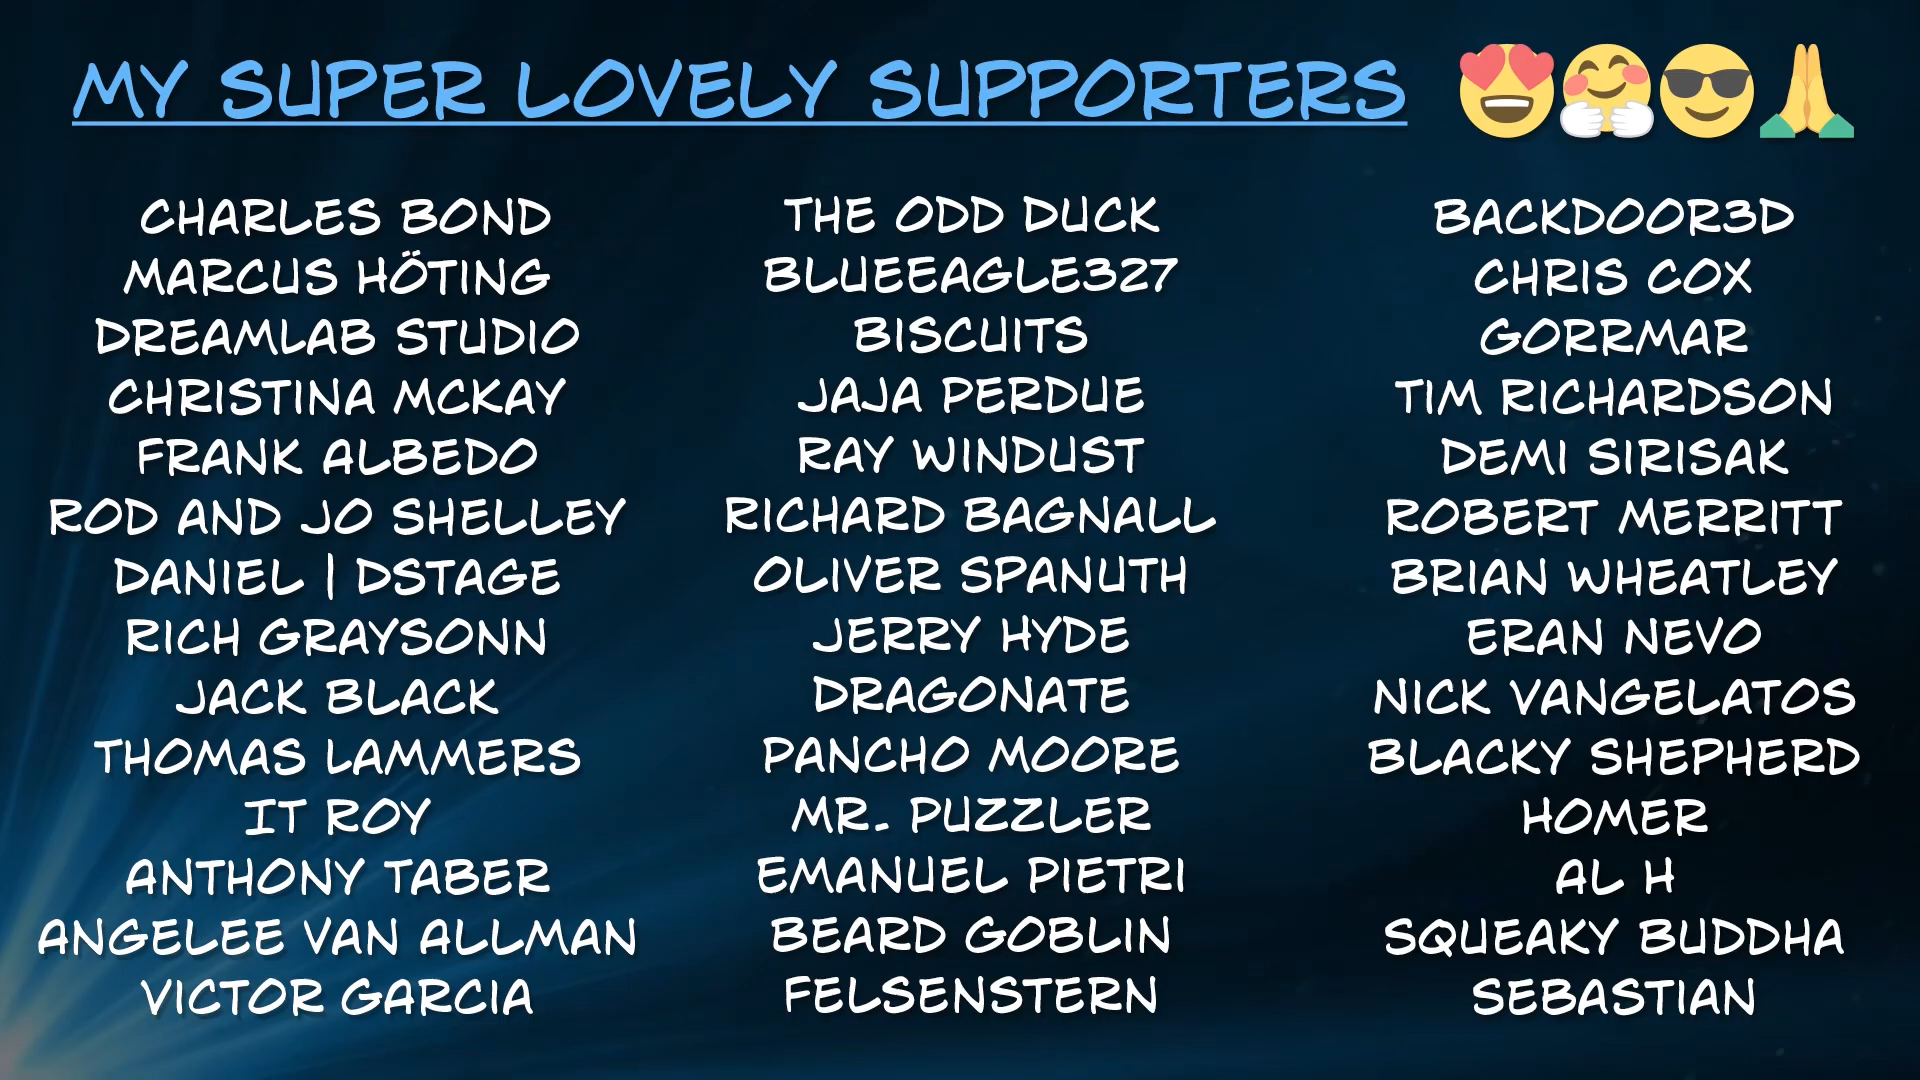 MY SUPER LOVELY SUPPORTERS 😍🤗😎🙏
CHARLES BOND
MARCUS HÖTING
DREAMLAB STUDIO
CHRISTINA MCKAY
FRANK ALBEDO
ROD AND JO SHELLEY
DANIEL | DSTAGE
RICH GRAYSONN
JACK BLACK
THOMAS LAMMERS
IT ROY
ANTHONY TABER
ANGELEE VAN ALLMAN
VICTOR GARCIA
THE ODD DUCK
BLUEEAGLE327
BISCUITS
JAJA PERDUE
RAY WINDUST
RICHARD BAGNALL
OLIVER SPANUTH
JERRY HYDE
DRAGONATE
PANCHO MOORE
MR. PUZZLER
EMANUEL PIETRI
BEARD GOBLIN
FELSENSTERN
BACKDOOR3D
CHRIS COX
GORRMAR
TIM RICHARDSON
DEMI SIRISAK
ROBERT MERRITT
BRIAN WHEATLEY
ERAN NEVO
NICK VANGELATOS
BLACKY SHEPHERD
HOMER
AL H
SQUEAKY BUDDHA
SEBASTIAN